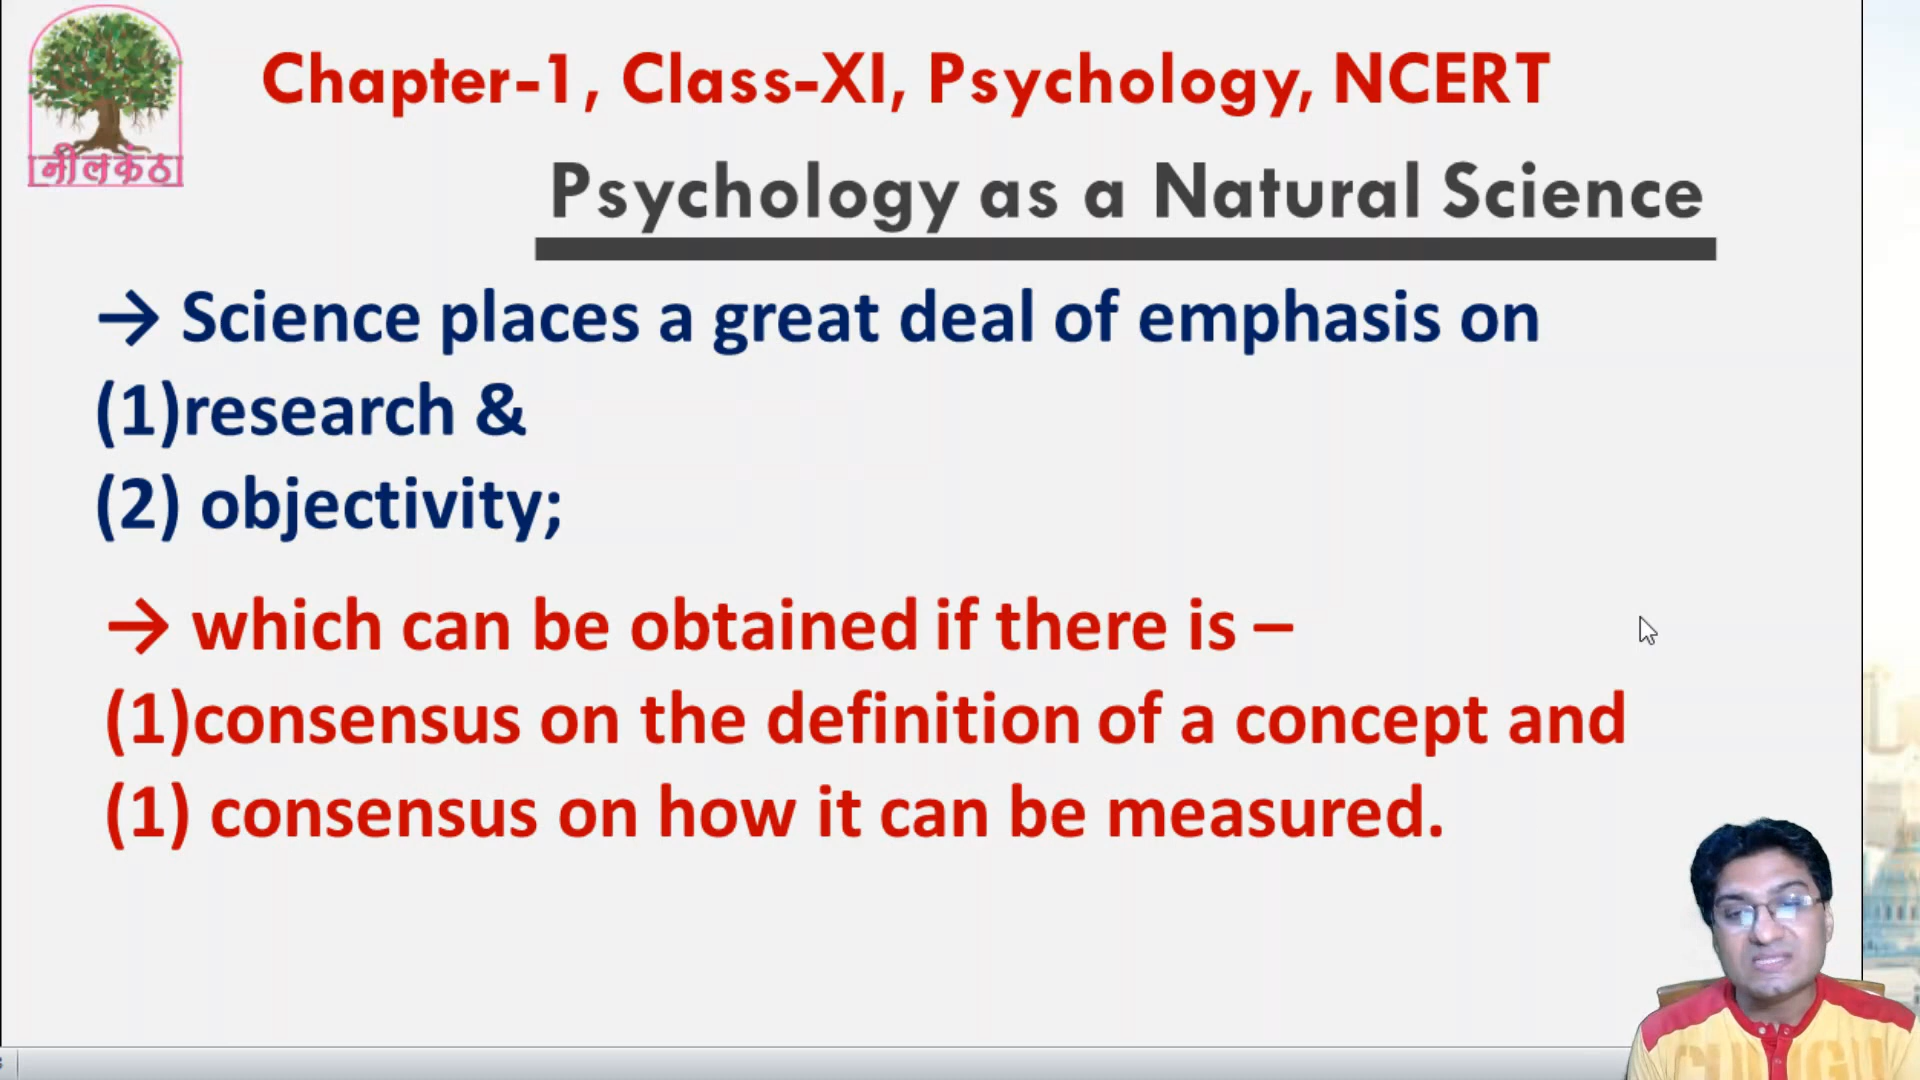 नीलकंठ
Chapter-1, Class-XI, Psychology, NCERT
Psychology as a Natural Science
→ Science places a great deal of emphasis on
(1)research &
(2) objectivity;
→ which can be obtained if there is –
(1)consensus on the definition of a concept and
(1) consensus on how it can be measured.